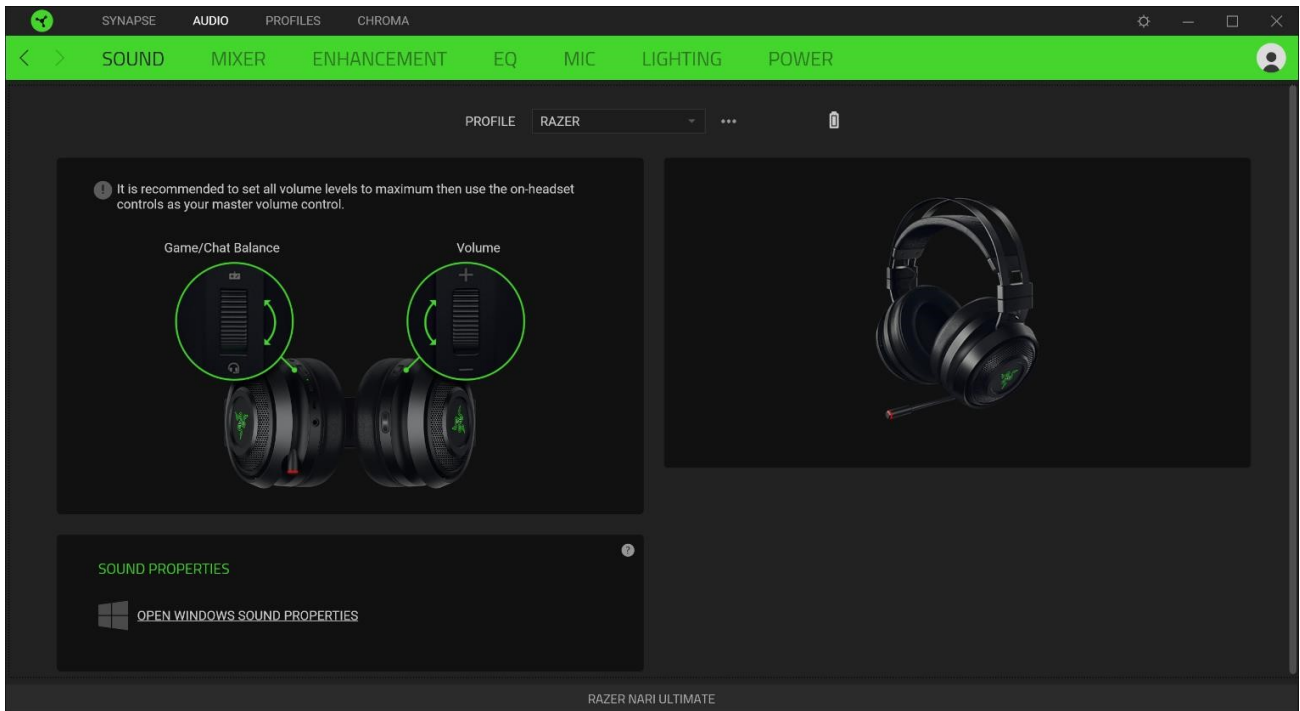 SYNAPSE AUDIO PROFILES CHROMA
SOUND MIXER ENHANCEMENT EQ MIC LIGHTING POWER
PROFILE RAZER
It is recommended to set all volume levels to maximum then use the on-headset
controls as your master volume control.
Game/Chat Balance Volume
SOUND PROPERTIES
OPEN WINDOWS SOUND PROPERTIES
RAZER NARI ULTIMATE